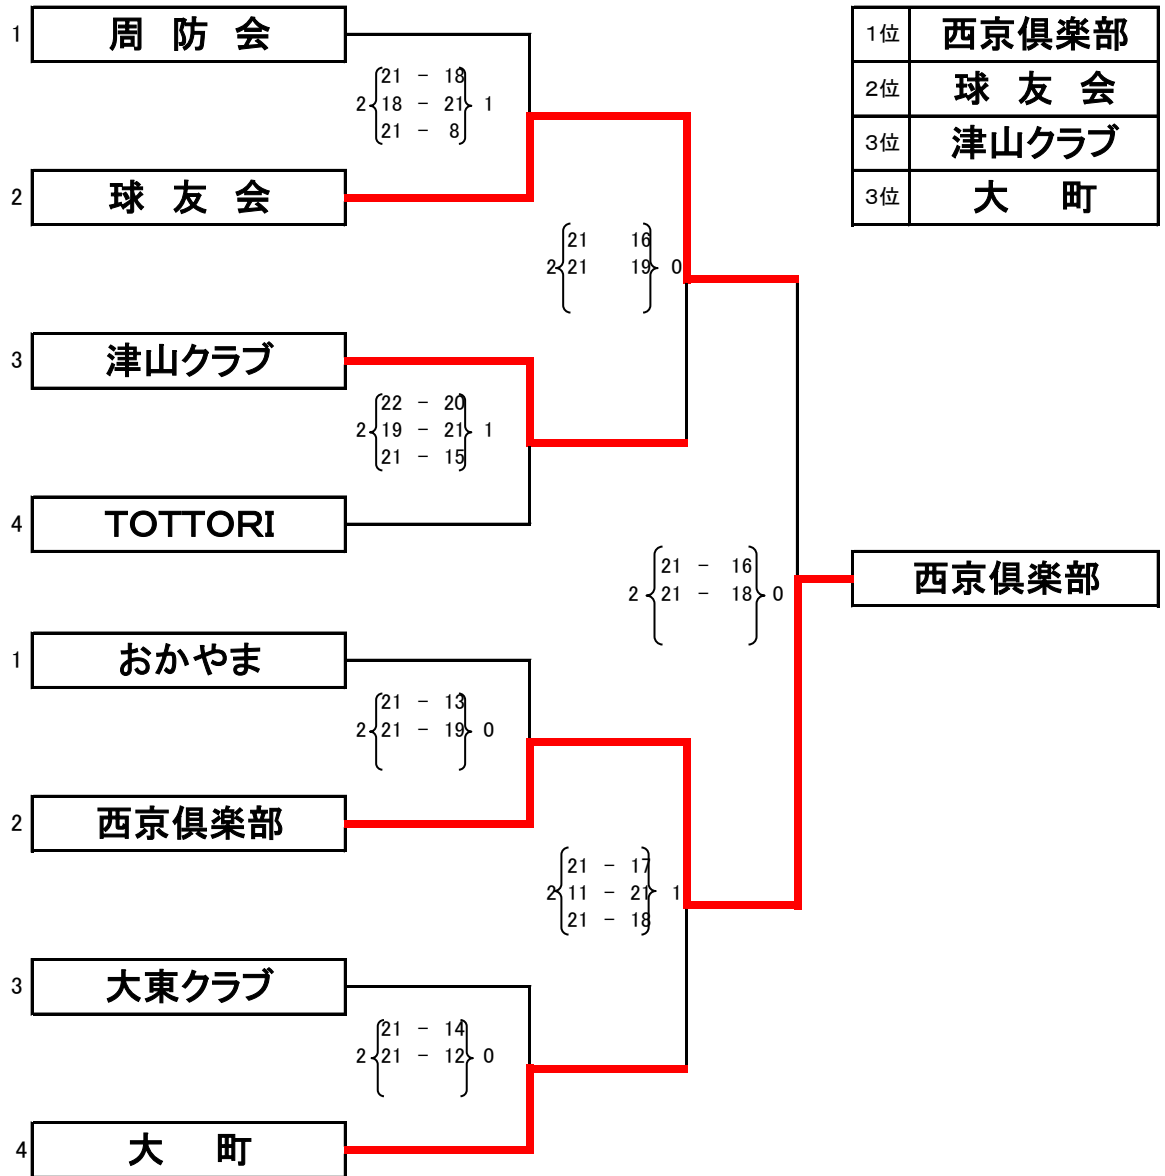 1 周 防 会
1位 西京倶楽部
21 - 18
2 18 - 21 1
21 - 8
2位 球 友 会
3位 津山クラブ
3位 大 町
2 球 友 会
21 16
2 21 19 0
3 津山クラブ
22 - 20
2 19 - 21 1
21 - 15
4 TOTTORI
21 - 16
2 21 - 18 0
西京倶楽部
1 おかやま
21 - 13
2 21 - 19 0
2 西京倶楽部
21 - 17
2 11 - 21 1
21 - 18
3 大東クラブ
21 - 14
2 21 - 12 0
4 大 町